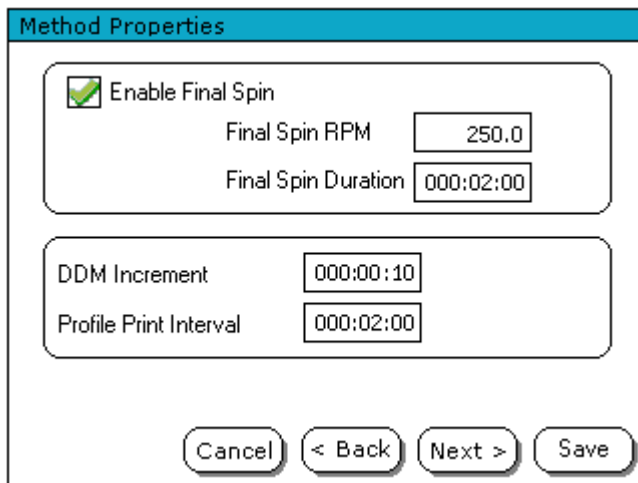 Method Properties
Enable Final Spin
Final Spin RPM 250.0
Final Spin Duration 000:02:00
DDM Increment 000:00:10
Profile Print Interval 000:02:00
Cancel < Back Next > Save